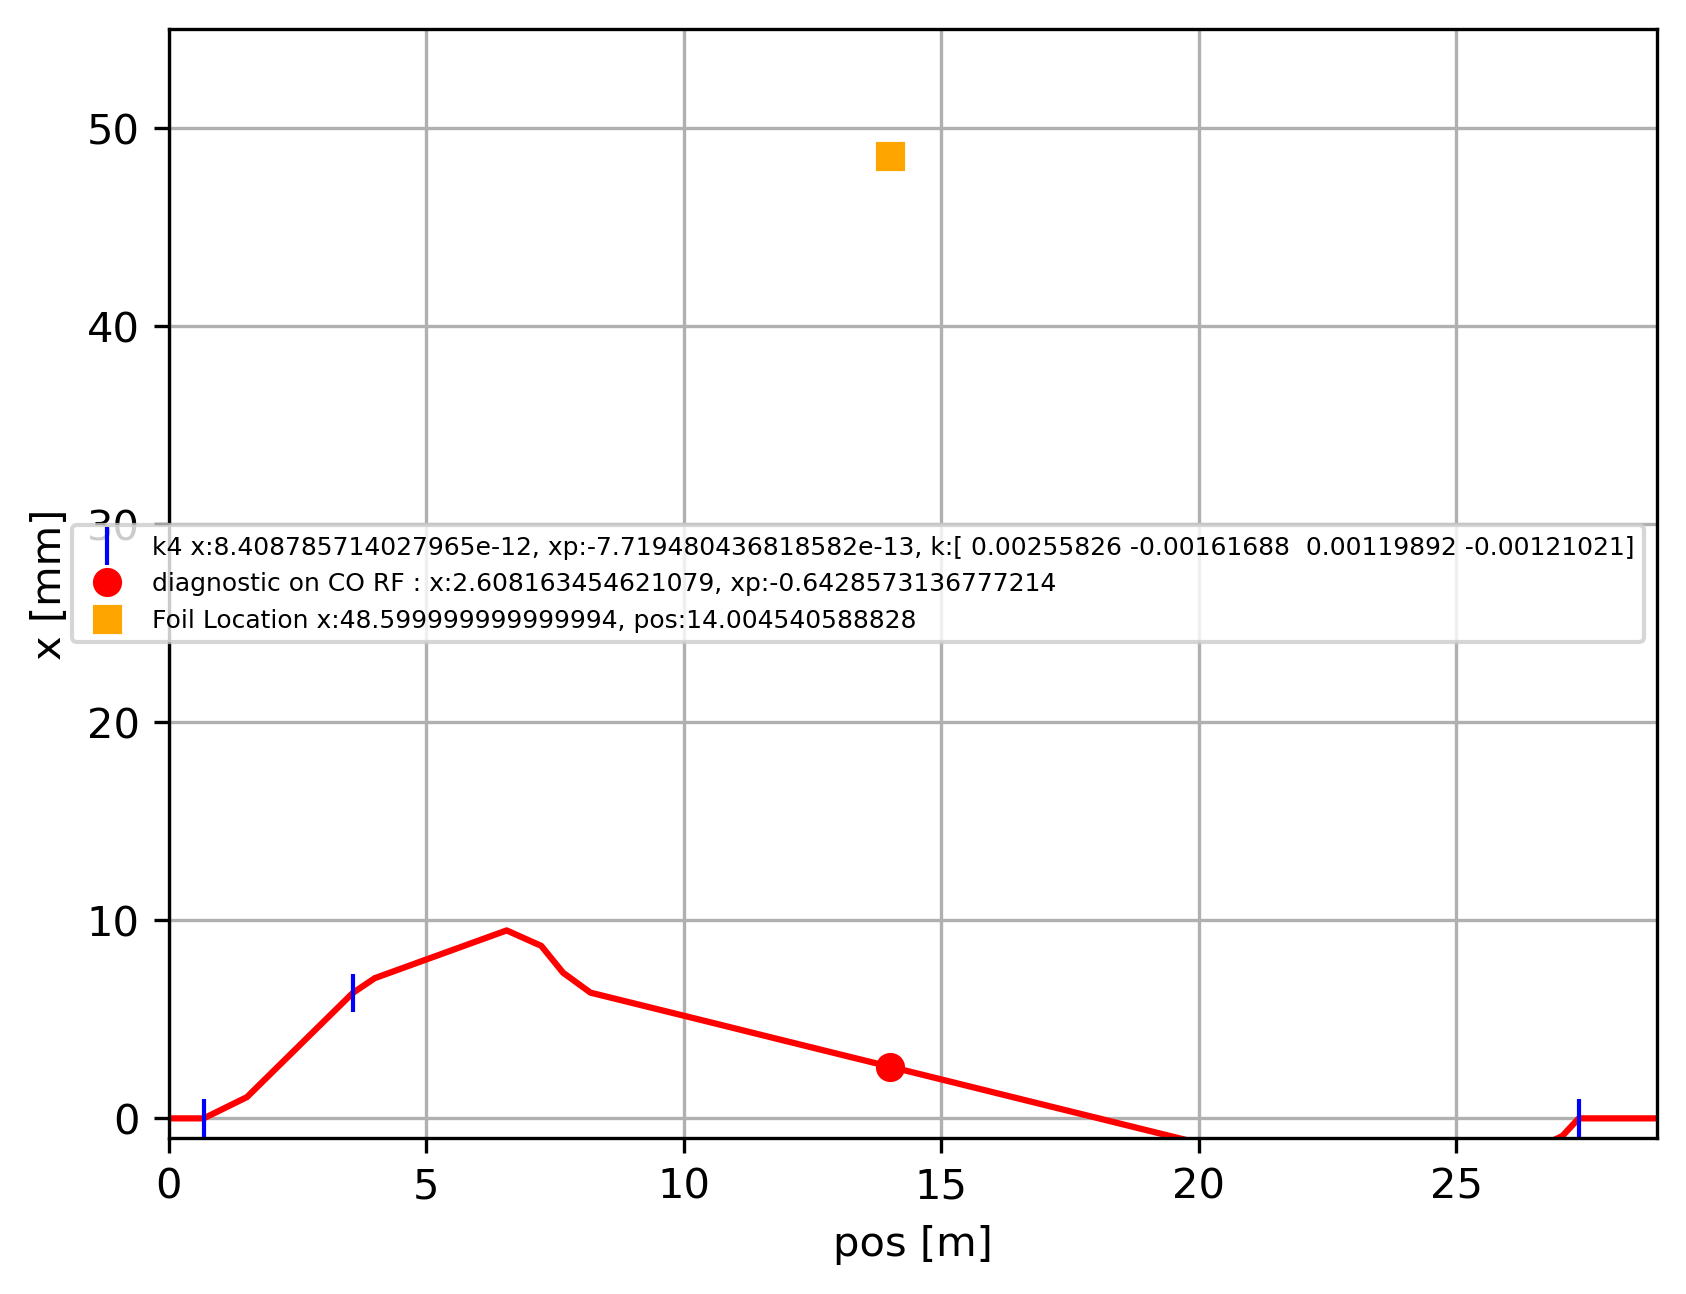 50
40
30
20
10
0
x [mm]
k4 x:8.408785714027965e-12, xp:-7.719480436818582e-13, k:[ 0.00255826 -0.00161688  0.00119892 -0.00121021]
diagnostic on CO RF : x:2.608163454621079, xp:-0.6428573136777214
Foil Location x:48.599999999999994, pos:14.004540588828
0 5 10 15 20 25
pos [m]